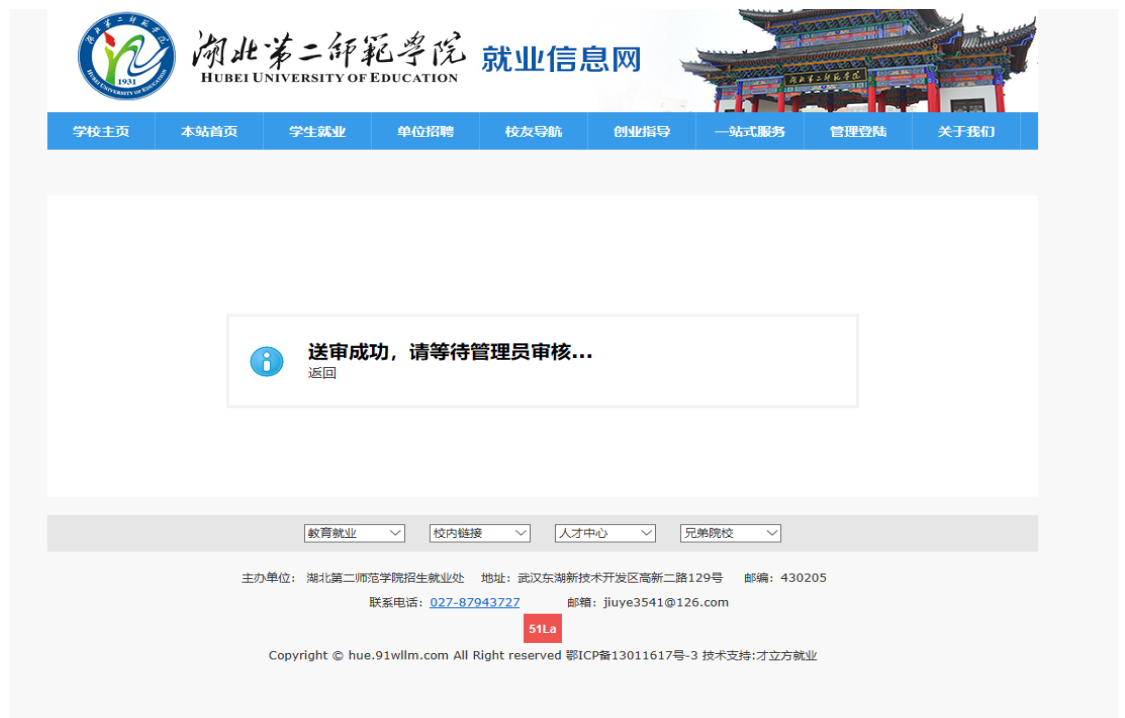 湖北第二师范学院
HUBEI UNIVERSITY OF EDUCATION
1931
就业信息网
湖北第二师范学院
学校主页 本站首页 学生就业 单位招聘 校友导航 创业指导 一站式服务 管理登陆 关于我们
送审成功，请等待管理员审核...
返回
教育就业 校内链接 人才中心 兄弟院校
主办单位： 湖北第二师范学院招生就业处 地址：武汉东湖新技术开发区高新二路129号 邮编：430205
联系电话：027-87943727 邮箱：jiuye3541@126.com
51La
Copyright © hue.91wllm.com All Right reserved 鄂ICP备13011617号-3 技术支持:才立方就业